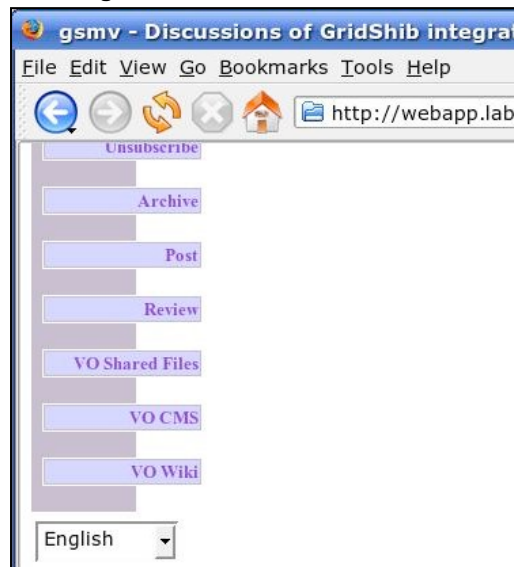 gsmv - Discussions of GridShib integra
File Edit View Go Bookmarks Tools Help
http://webapp.lab
Unsubscribe
Archive
Post
Review
VO Shared Files
VO CMS
VO Wiki
English